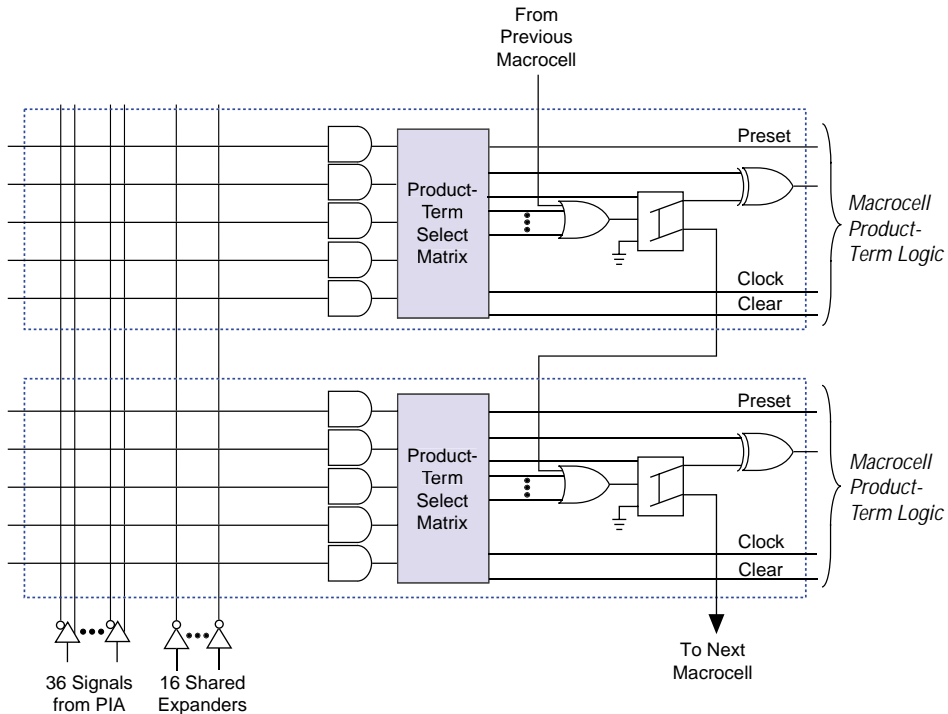 From
Previous
Macrocell
Preset
Product-
Term
Select
Matrix
Macrocell
Product-
Term Logic
Clock
Clear
Preset
Product-
Term
Select
Matrix
Macrocell
Product-
Term Logic
Clock
Clear
36 Signals
from PIA
16 Shared
Expanders
To Next
Macrocell